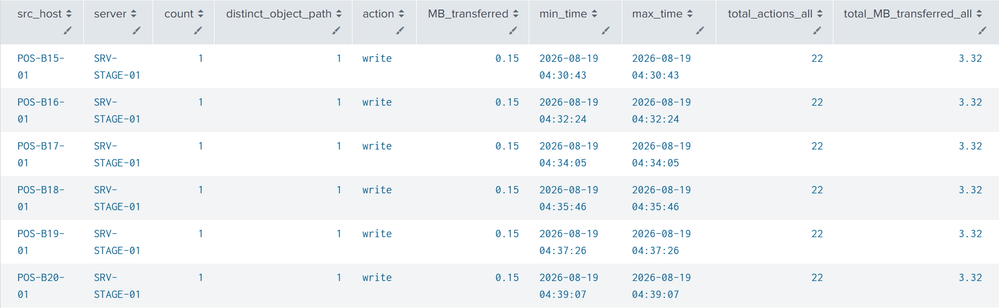 src_host server count distinct_object_path action MB_transferred min_time max_time total_actions_all total_MB_transferred_all
POS-B15- SRV- 1 1 write 0.15 2026-08-19 2026-08-19 22 3.32
01 STAGE-01 04:30:43 04:30:43
POS-B16- SRV- 1 1 write 0.15 2026-08-19 2026-08-19 22 3.32
01 STAGE-01 04:32:24 04:32:24
POS-B17- SRV- 1 1 write 0.15 2026-08-19 2026-08-19 22 3.32
01 STAGE-01 04:34:05 04:34:05
POS-B18- SRV- 1 1 write 0.15 2026-08-19 2026-08-19 22 3.32
01 STAGE-01 04:35:46 04:35:46
POS-B19- SRV- 1 1 write 0.15 2026-08-19 2026-08-19 22 3.32
01 STAGE-01 04:37:26 04:37:26
POS-B20- SRV- 1 1 write 0.15 2026-08-19 2026-08-19 22 3.32
01 STAGE-01 04:39:07 04:39:07